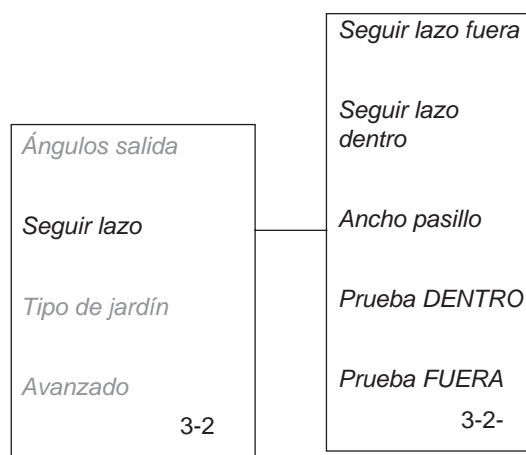 Ángulos salida
Seguir lazo
Tipo de jardín
Avanzado
3-2
Seguir lazo fuera
Seguir lazo
dentro
Ancho pasillo
Prueba DENTRO
Prueba FUERA
3-2-